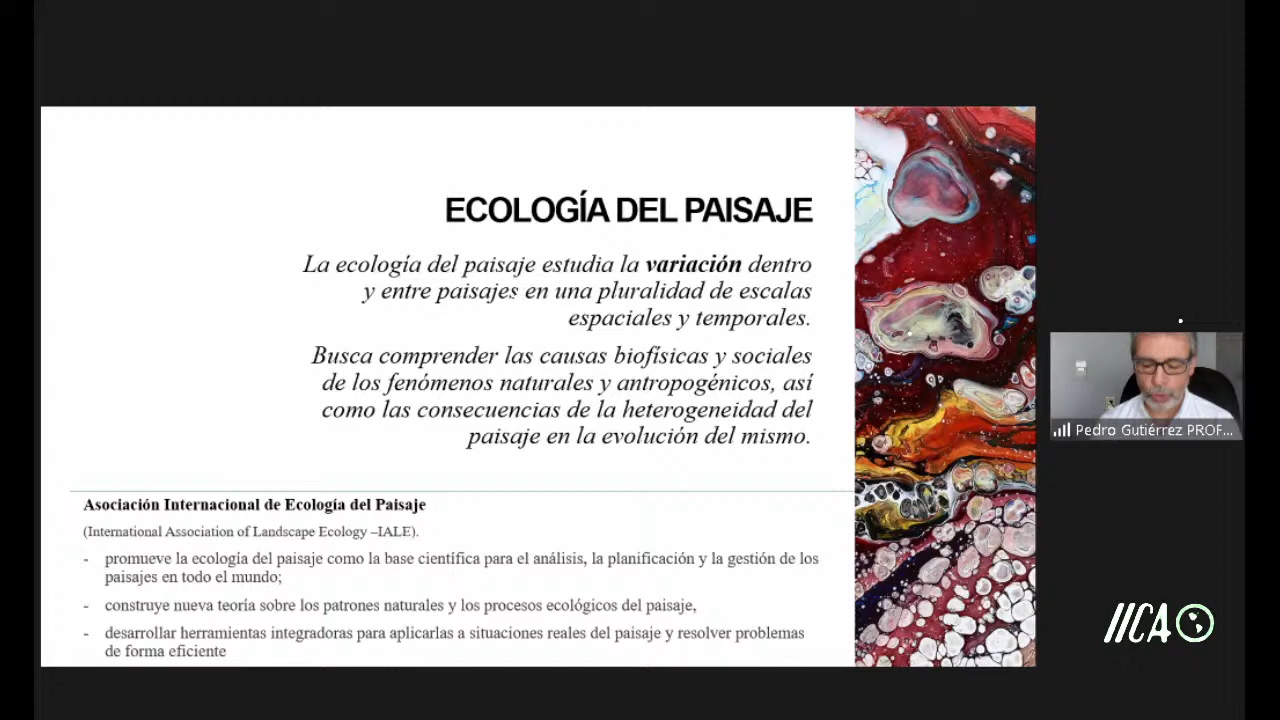 ECOLOGÍA DEL PAISAJE
La ecología del paisaje estudia la variación dentro
y entre paisajes en una pluralidad de escalas
espaciales y temporales.
Busca comprender las causas biofísicas y sociales
de los fenómenos naturales y antropogénicos, así
como las consecuencias de la heterogeneidad del
paisaje en la evolución del mismo.
Asociación Internacional de Ecología del Paisaje
(International Association of Landscape Ecology –IALE).
- promueve la ecología del paisaje como la base científica para el análisis, la planificación y la gestión de los
paisajes en todo el mundo;
- construye nueva teoría sobre los patrones naturales y los procesos ecológicos del paisaje,
- desarrollar herramientas integradoras para aplicarlas a situaciones reales del paisaje y resolver problemas
de forma eficiente
Pedro Gutiérrez PROF...
IICA